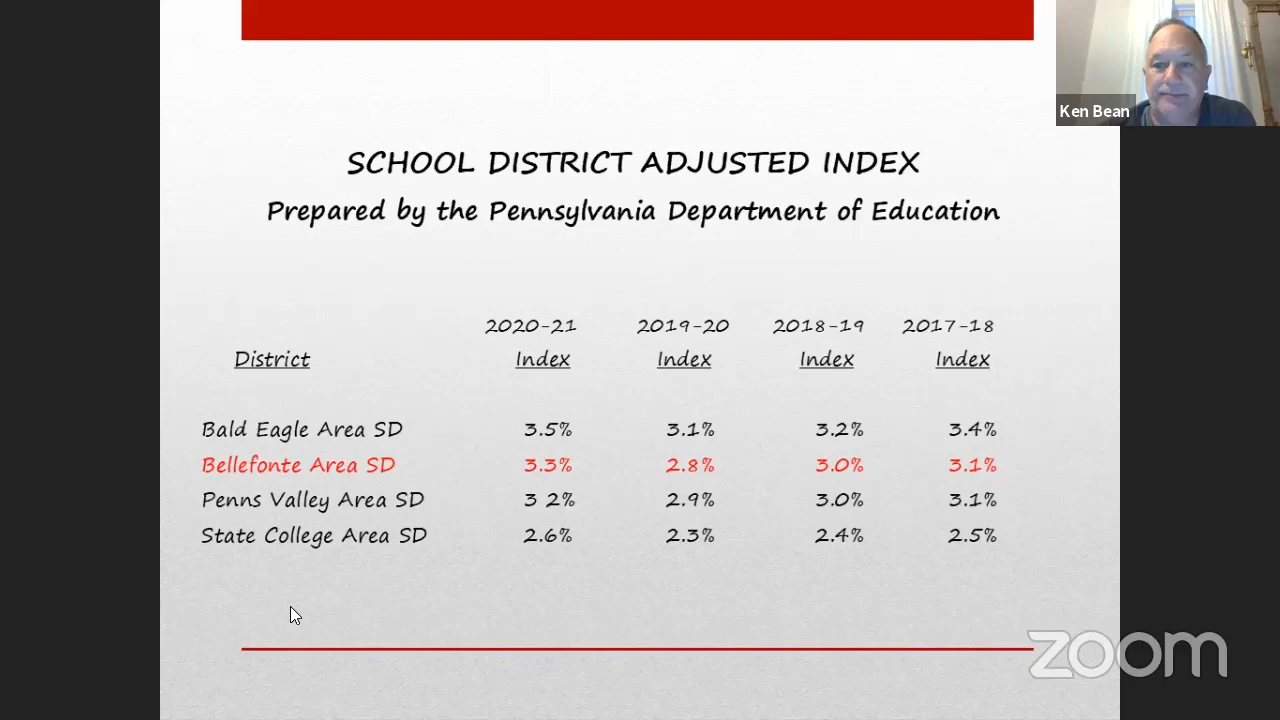 Ken Bean
SCHOOL DISTRICT ADJUSTED INDEX
Prepared by the Pennsylvania Department of Education
2020-21 2019-20 2018-19 2017-18
District Index Index Index Index
Bald Eagle Area SD 3.5% 3.1% 3.2% 3.4%
Bellefonte Area SD 3.3% 2.8% 3.0% 3.1%
Penns Valley Area SD 3 2% 2.9% 3.0% 3.1%
State College Area SD 2.6% 2.3% 2.4% 2.5%
zoom